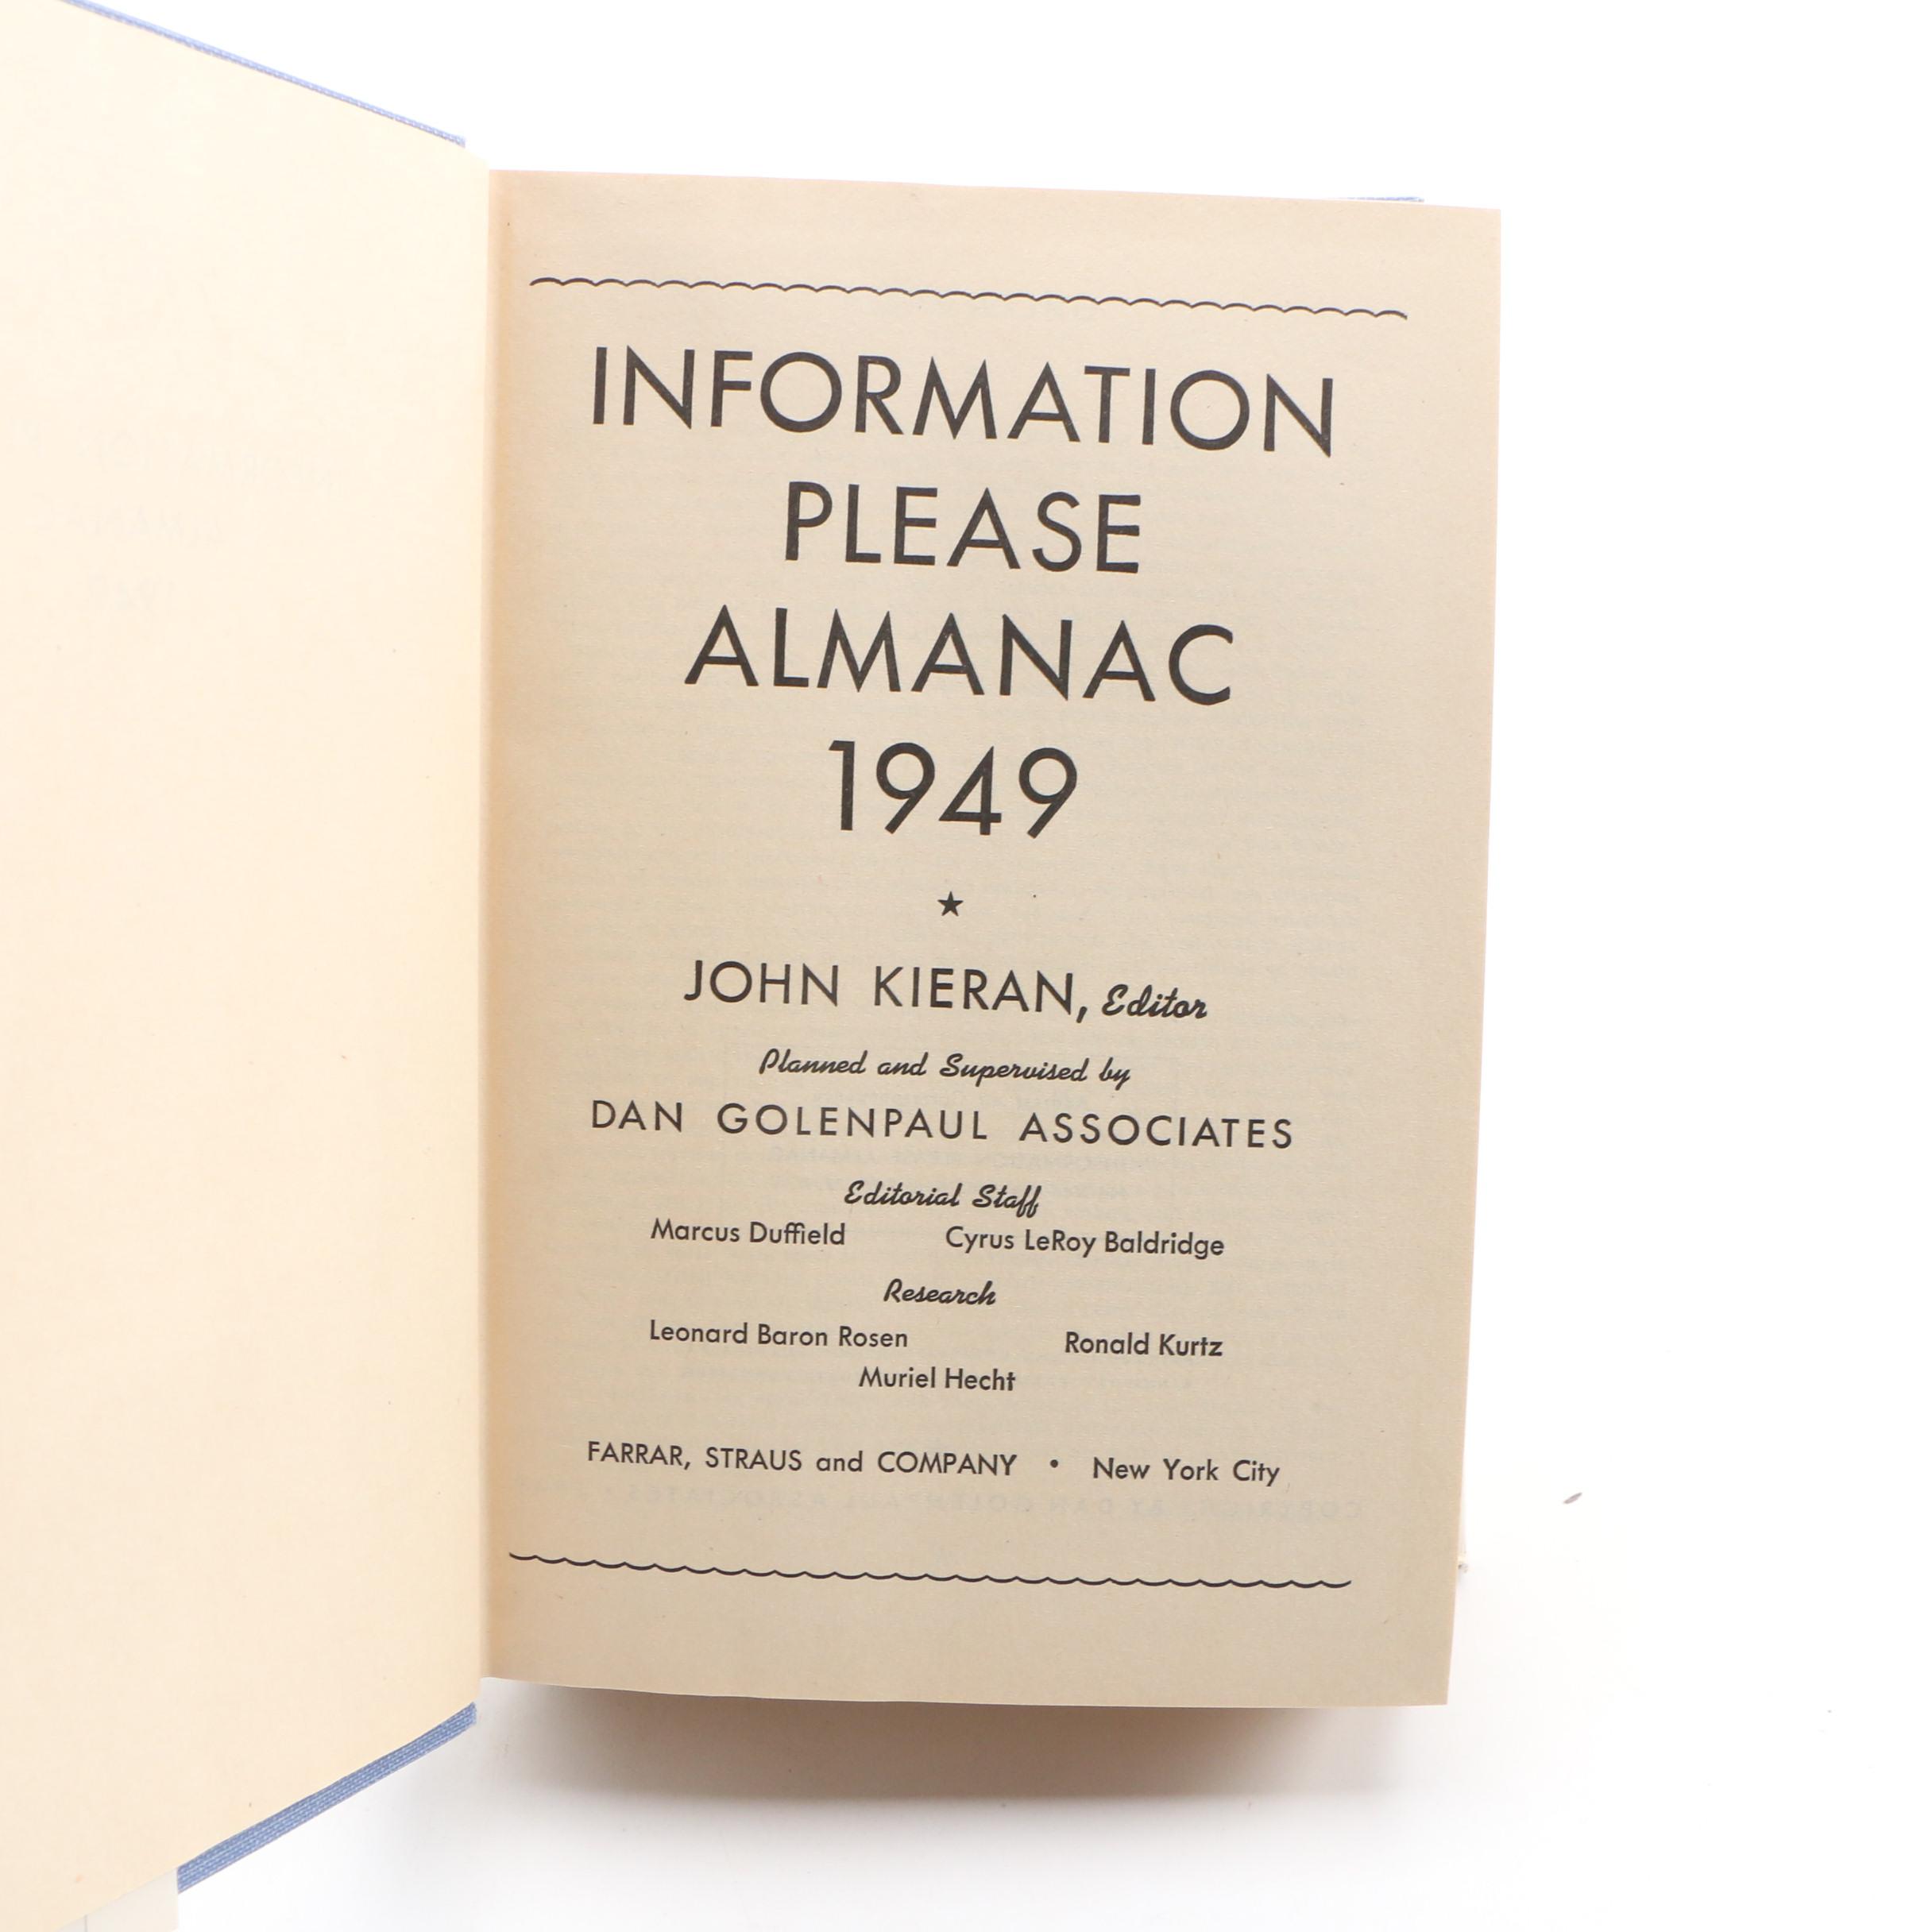 INFORMATION
PLEASE
ALMANAC
1949
JOHN KIERAN, Editor
Planned and Supervised by
DAN GOLENPAUL ASSOCIATES
Editorial Staff
Marcus Duffield Cyrus LeRoy Baldridge
Research
Leonard Baron Rosen Ronald Kurtz
Muriel Hecht
FARRAR, STRAUS and COMPANY • New York City